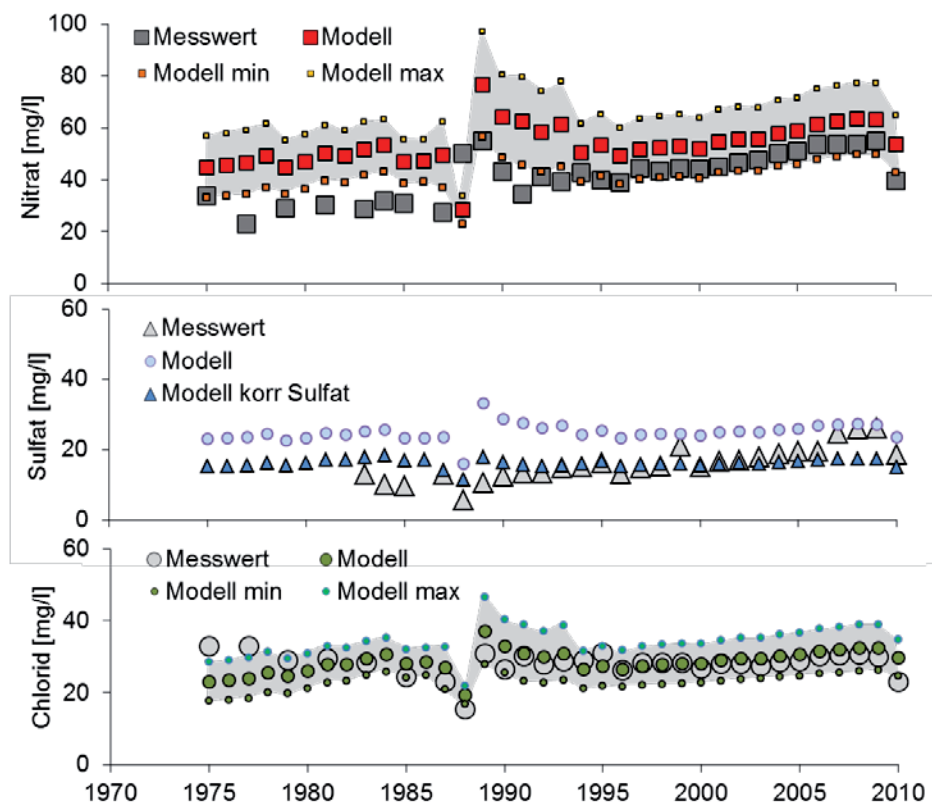 100
80
60
40
20
0
Nitrat [mg/l]
Messwert
Modell
Modell min
Modell max
60
40
20
0
Sulfat [mg/l]
Messwert
Modell
Modell korr Sulfat
60
40
20
0
Chlorid [mg/l]
Messwert
Modell
Modell min
Modell max
1970 1975 1980 1985 1990 1995 2000 2005 2010